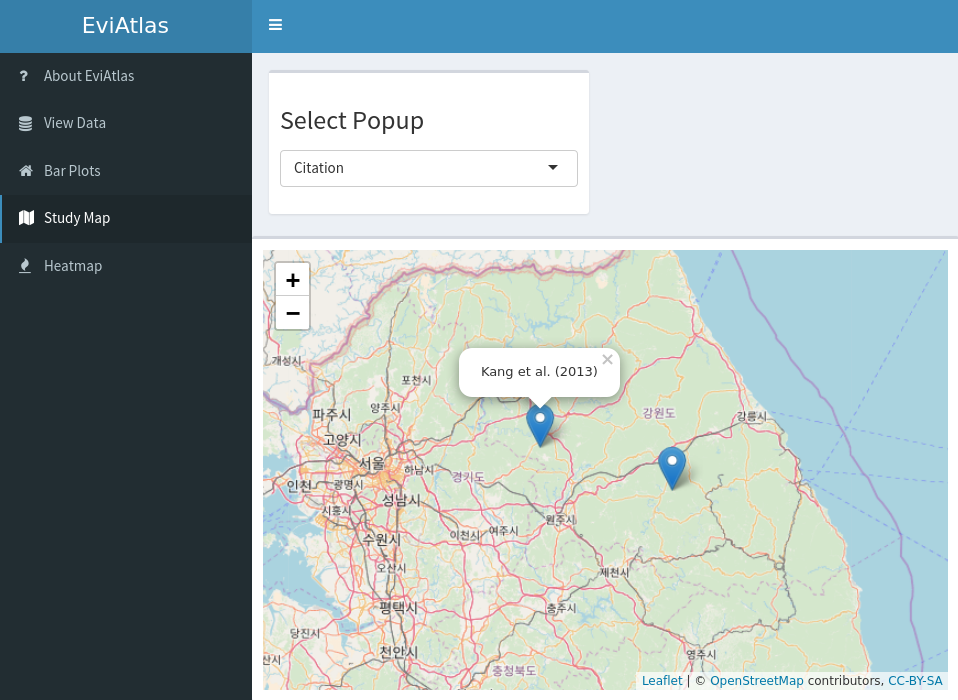 EviAtlas
About EviAtlas
View Data
Bar Plots
Study Map
Heatmap
Select Popup
Citation
+
−
Kang et al. (2013)
×
개성시
포천시
파주시
양주시
고양시
강원도
강릉시
서울
하남시
경기도
인천
광명시
성남시
시흥시
이천시
여주시
원주시
수원시
오산시
제천시
평택시
충주시
당진시
천안시
영주시
산시
충청북도
Leaflet | © OpenStreetMap contributors, CC-BY-SA